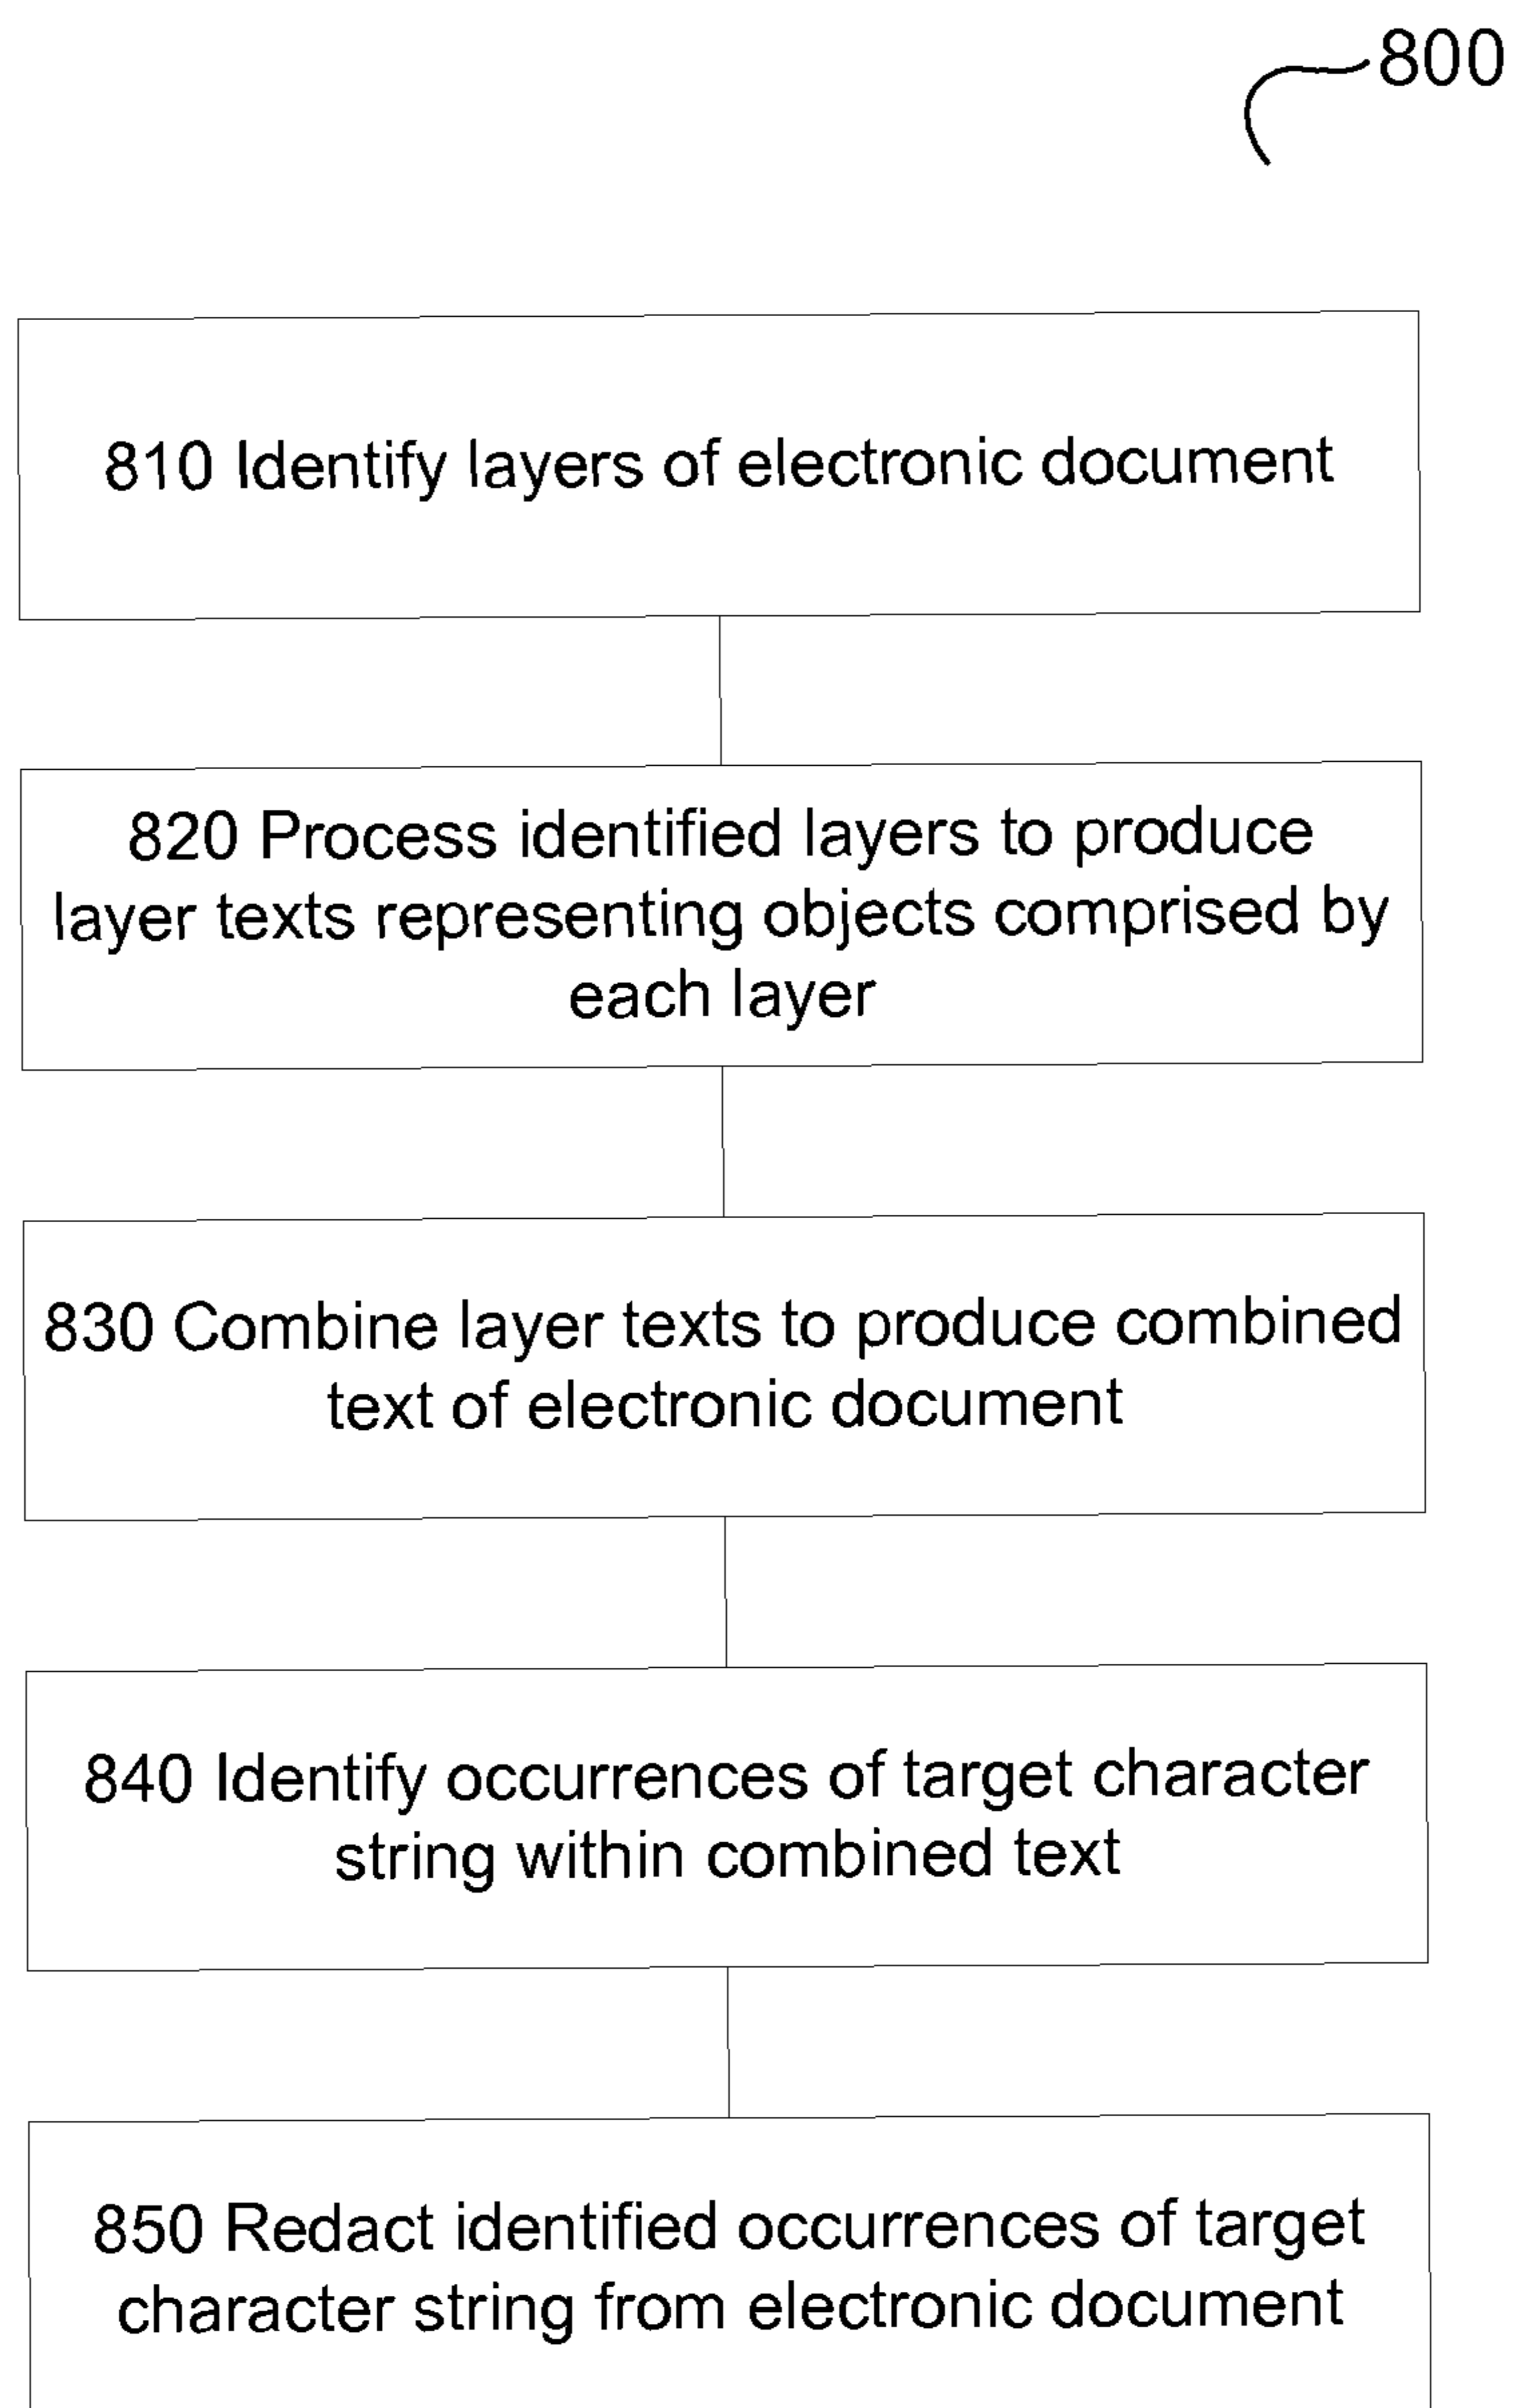 800
810 Identify layers of electronic document
820 Process identified layers to produce
layer texts representing objects comprised by
each layer
830 Combine layer texts to produce combined
text of electronic document
840 Identify occurrences of target character
string within combined text
850 Redact identified occurrences of target
character string from electronic document